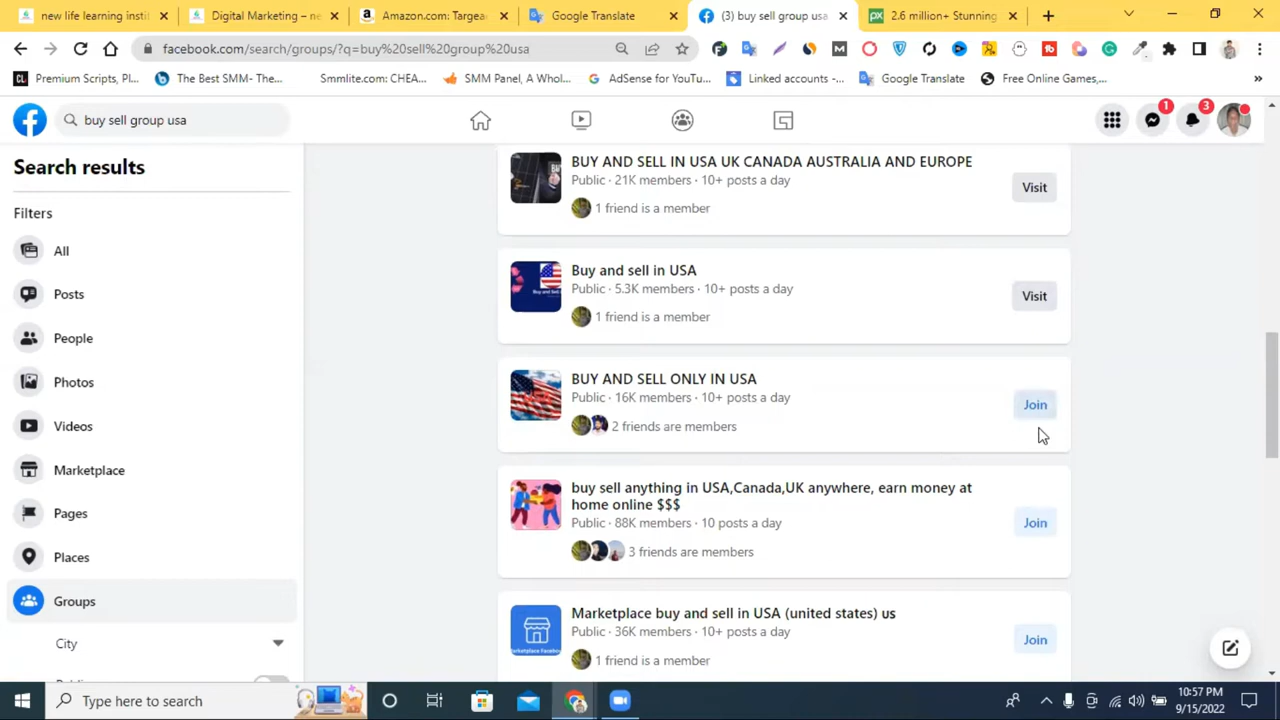 new life learning instit
Digital Marketing – ne
Amazon.com: Targea
Google Translate
(3) buy sell group usa
2.6 million+ Stunning
facebook.com/search/groups/?q=buy%20sell%20group%20usa
Premium Scripts, Pl...
The Best SMM- The...
Smmlite.com: CHEA...
SMM Panel, A Whol...
AdSense for YouTu...
Linked accounts -...
Google Translate
Free Online Games,...
buy sell group usa
1
3
Search results
Filters
All
Posts
People
Photos
Videos
Marketplace
Pages
Places
Groups
City
BUY AND SELL IN USA UK CANADA AUSTRALIA AND EUROPE
Public · 21K members · 10+ posts a day
1 friend is a member
Visit
Buy and sell in USA
Public · 5.3K members · 10+ posts a day
1 friend is a member
Visit
BUY AND SELL ONLY IN USA
Public · 16K members · 10+ posts a day
2 friends are members
Join
buy sell anything in USA,Canada,UK anywhere, earn money at
home online $$$
Public · 88K members · 10 posts a day
3 friends are members
Join
Marketplace buy and sell in USA (united states) us
Public · 36K members · 10+ posts a day
1 friend is a member
Join
Type here to search
10:57 PM
9/15/2022